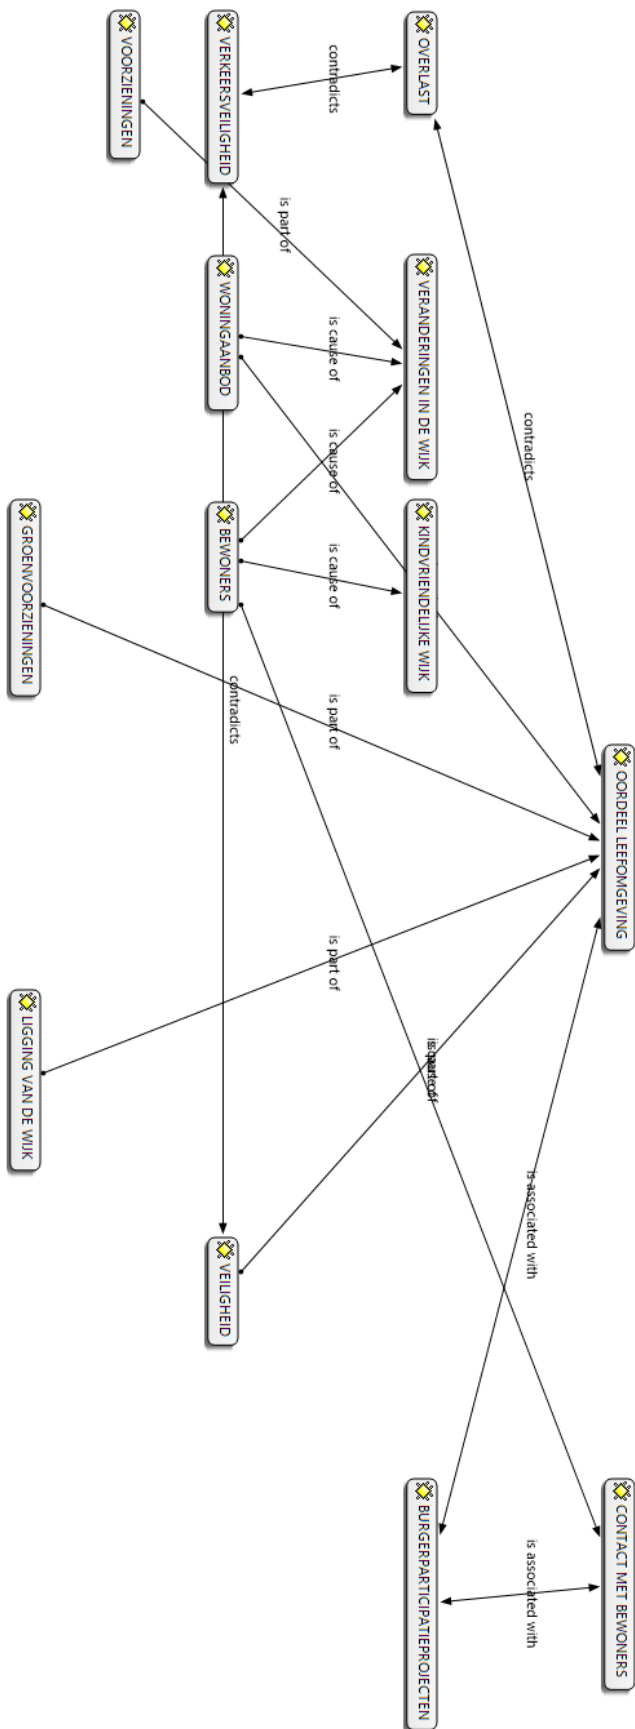 OORDEEL LEEFOMGEVING
CONTACT MET BEWONERS
contradicts
is associated with
is associated with
OVERLAST
VERANDERINGEN IN DE WIJK
KINDVRIENDELIJKE WIJK
BURGERPARTICIPATIEPROJECTEN
contradicts
is cause of
is cause of
is cause of
is part of
is part of
is part of
contradicts
VERKEERSVEILIGHEID
WONINGAANBOD
BEWONERS
VEILIGHEID
VOORZIENINGEN
GROENVOORZIENINGEN
LIGGING VAN DE WIJK